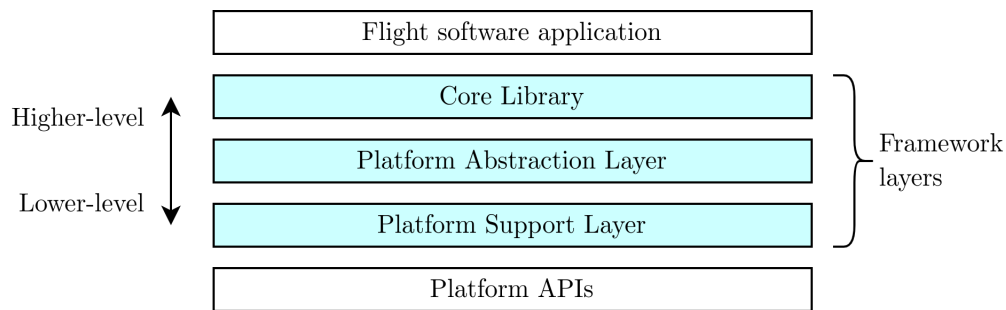 Flight software application
Core Library
Higher-level
Framework
layers
Platform Abstraction Layer
Lower-level
Platform Support Layer
Platform APIs